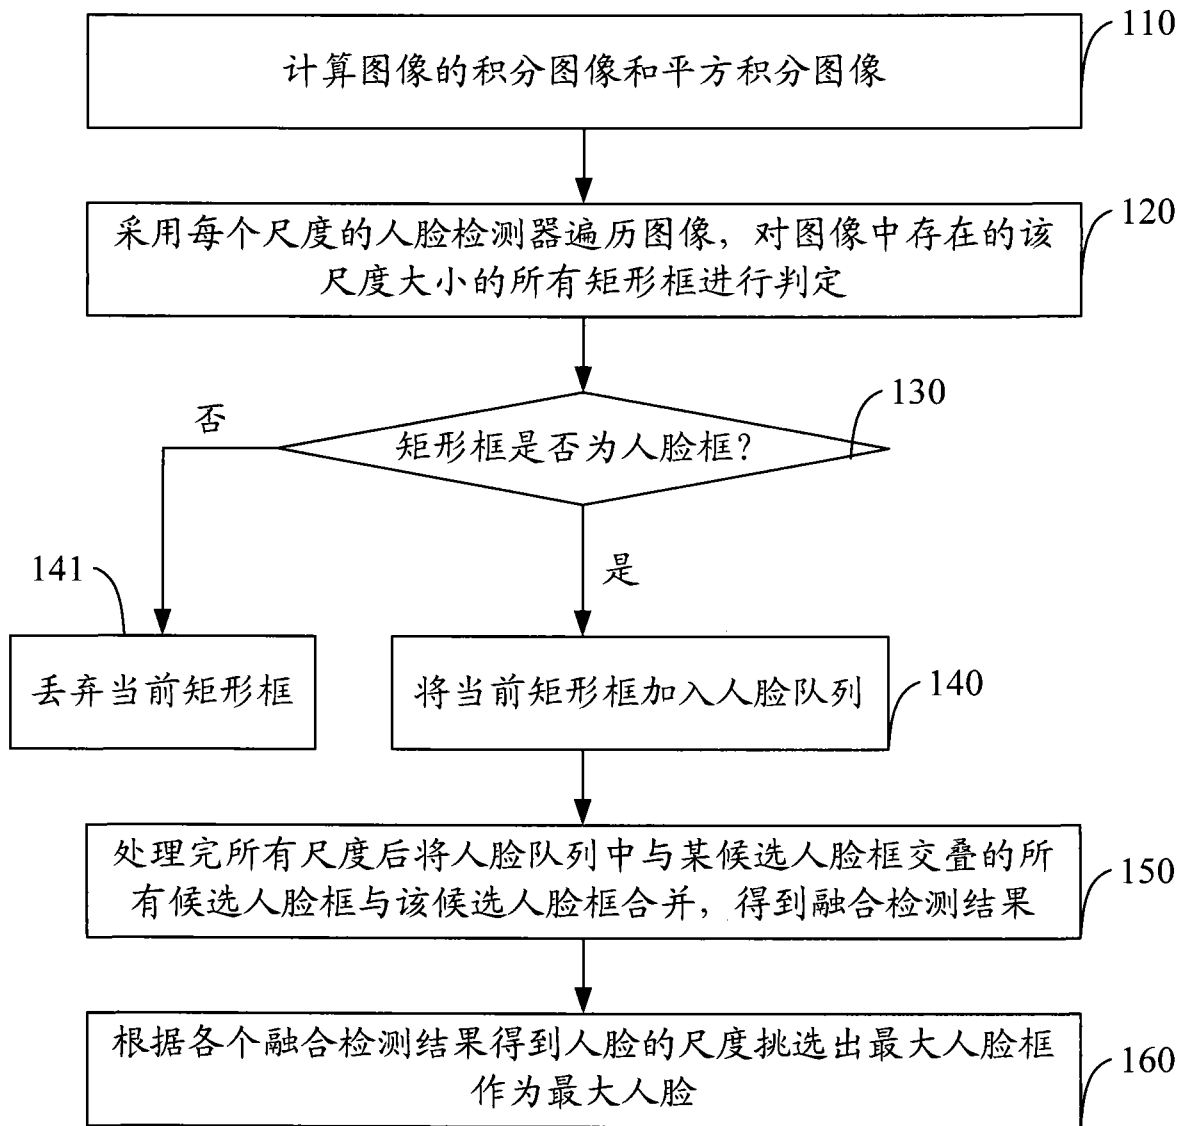 110
计算图像的积分图像和平方积分图像
120
采用每个尺度的人脸检测器遍历图像，对图像中存在的该
尺度大小的所有矩形框进行判定
130
否
矩形框是否为人脸框？
是
141
丢弃当前矩形框
将当前矩形框加入人脸队列
140
处理完所有尺度后将人脸队列中与某候选人脸框交叠的所
有候选人脸框与该候选人脸框合并，得到融合检测结果
150
根据各个融合检测结果得到人脸的尺度挑选出最大人脸框
作为最大人脸
160